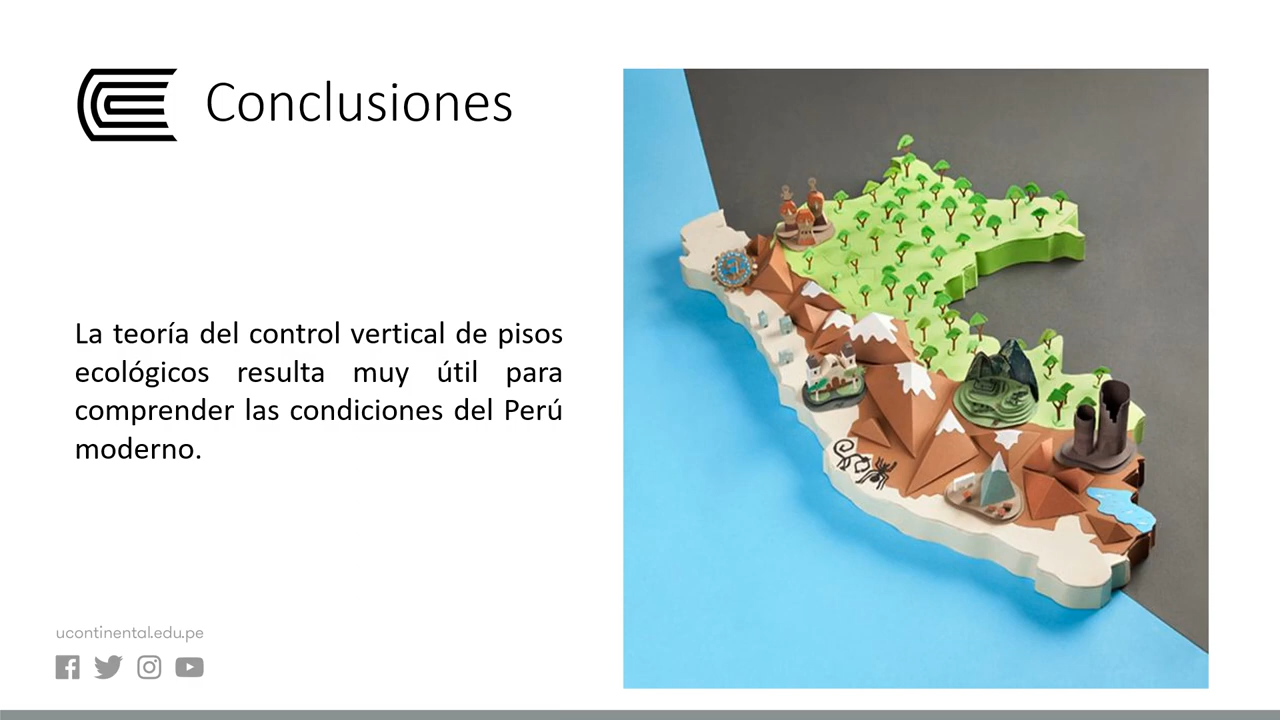 Conclusiones
La teoría del control vertical de pisos
ecológicos resulta muy útil para
comprender las condiciones del Perú
moderno.
ucontinental.edu.pe